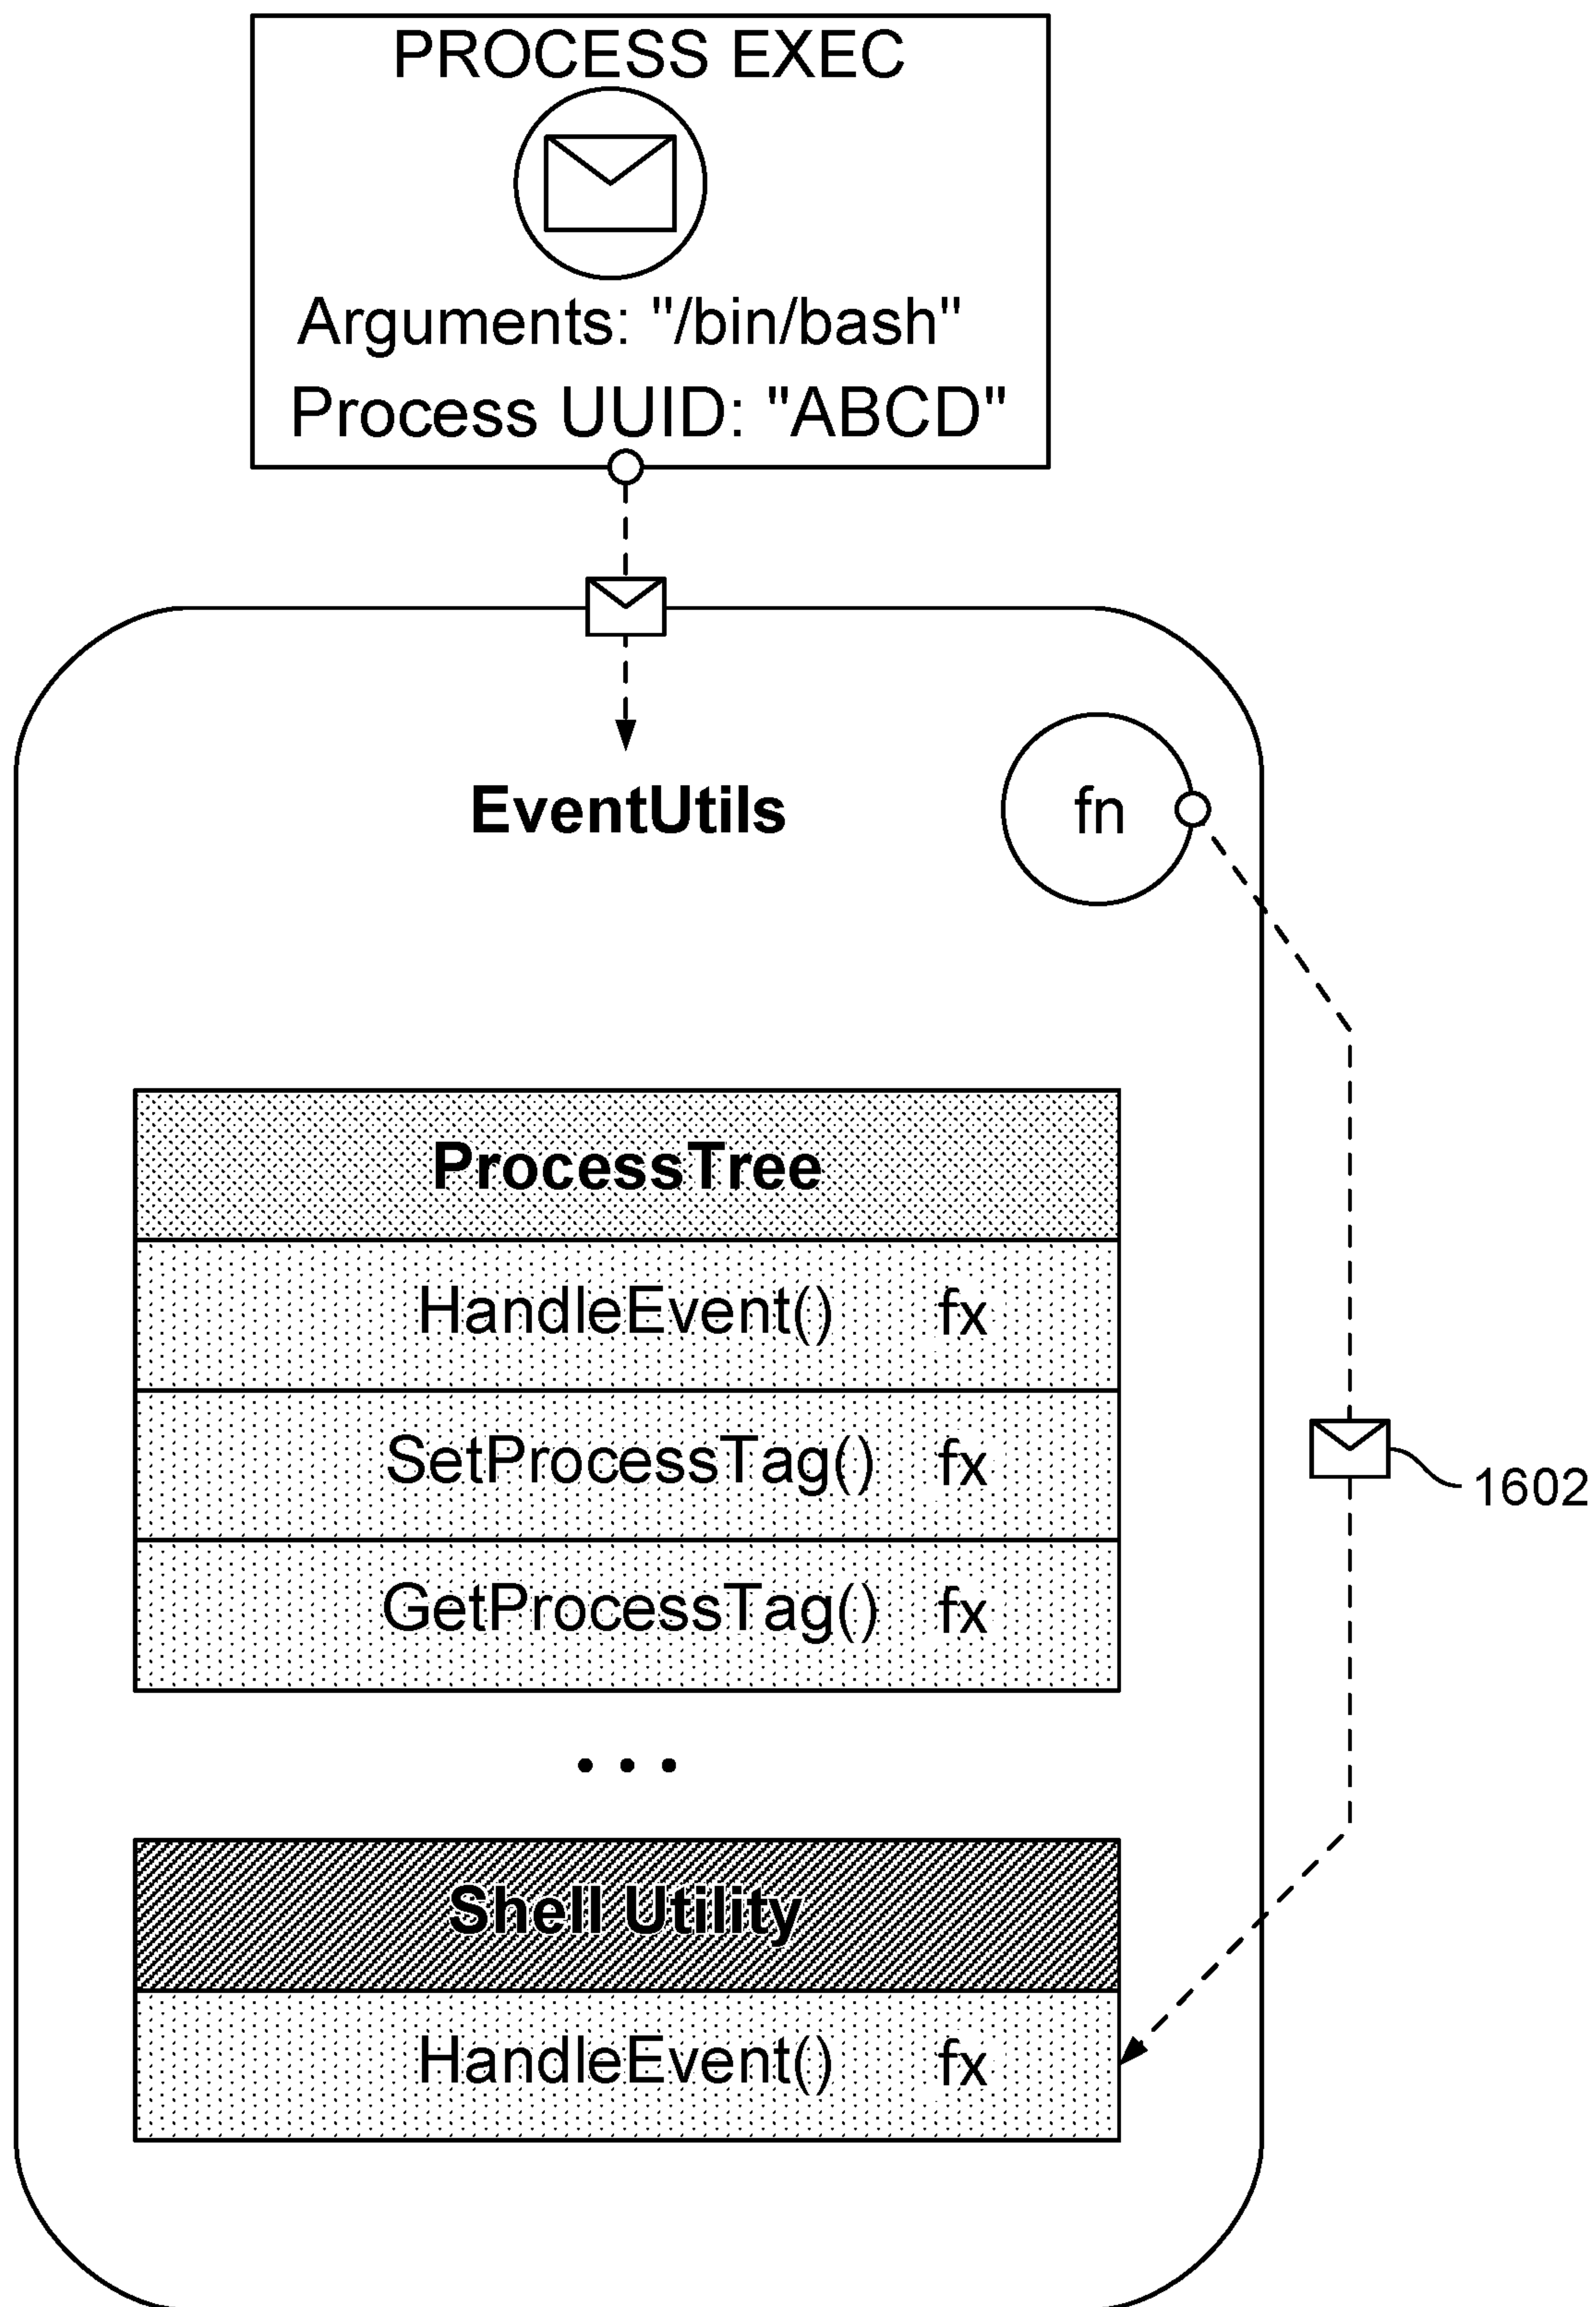 PROCESS EXEC
Arguments: "/bin/bash"
Process UUID: "ABCD"
EventUtils
fn
ProcessTree
HandleEvent() fx
SetProcessTag() fx
GetProcessTag() fx
...
Shell Utility
HandleEvent() fx
1602